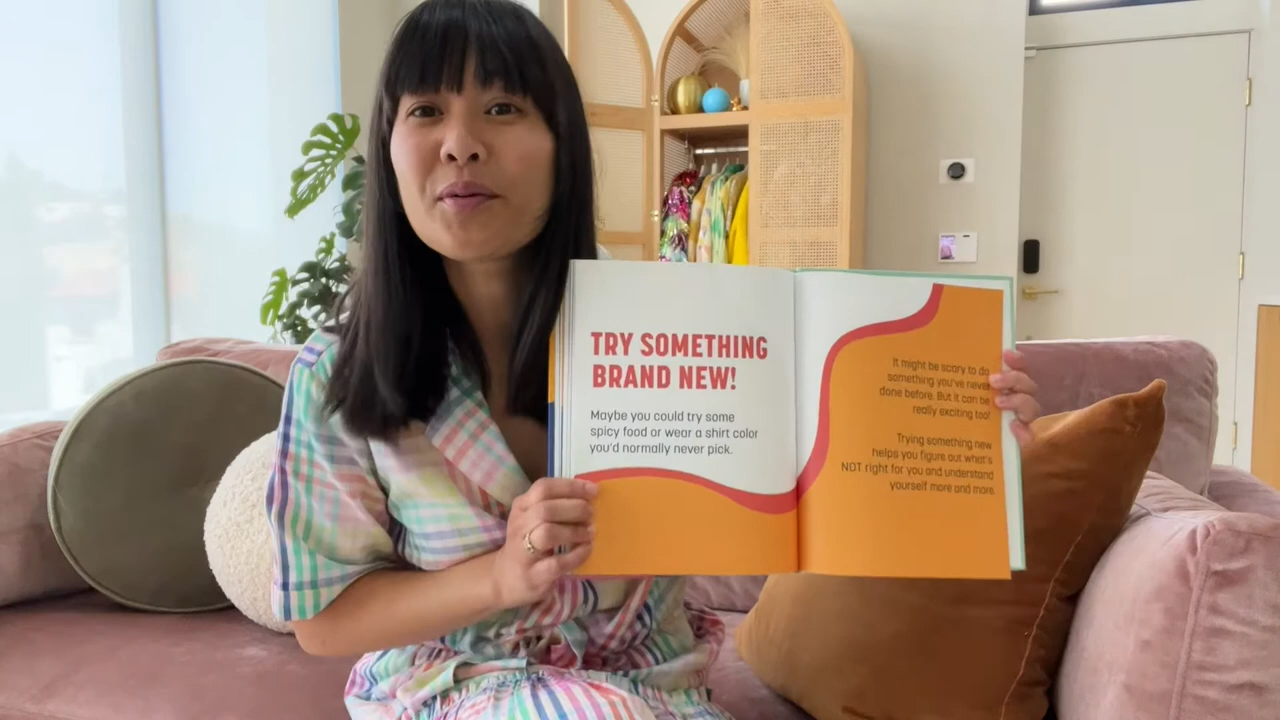 TRY SOMETHING
BRAND NEW!
Maybe you could try some
spicy food or wear a shirt color
you'd normally never pick.
It might be scary to do
something you've never
done before. But it can be
really exciting too!
Trying something new
helps you figure out what's
NOT right for you and understand
yourself more and more.